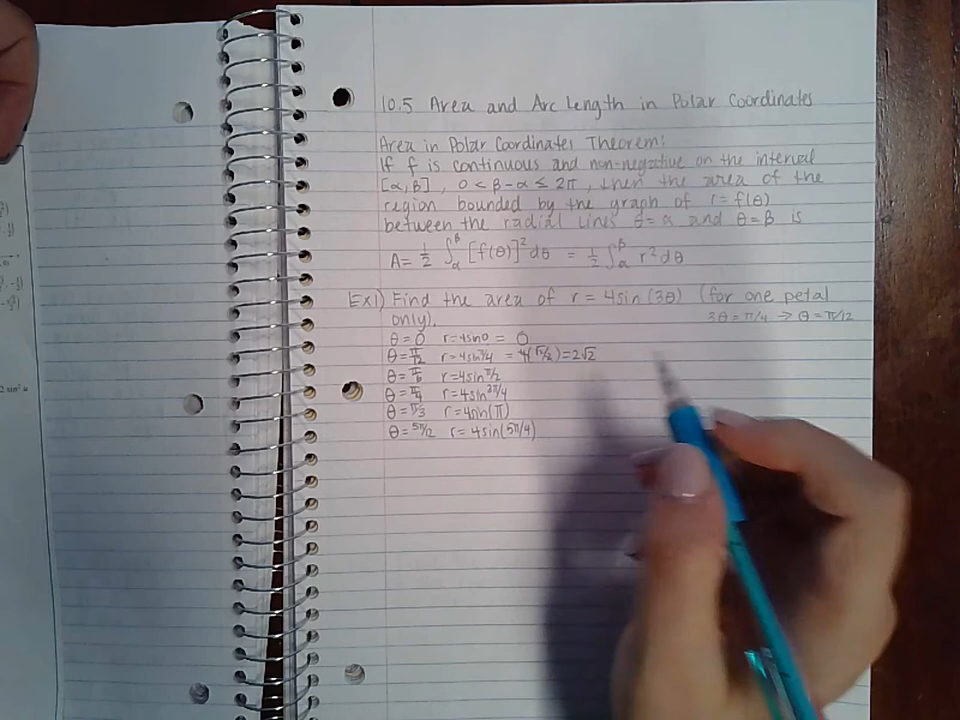 10.5 Area and Arc Length in Polar Coordinates
Area in Polar Coordinates Theorem:
If f is continuous and non-negative on the interval
[α,β], 0 < β-α ≤ 2π, then the area of the
region bounded by the graph of r = f(θ)
between the radial lines θ=α and θ=β is
A = 1/2 ∫_α^β [f(θ)]² dθ = 1/2 ∫_α^β r² dθ
Ex1) Find the area of r = 4sin(3θ) (for one petal
only).
3θ = π/4 → θ = π/12
θ = 0 r = 4sin0 = 0
θ = π/12 r = 4sinπ/4 = 4(√2/2) = 2√2
θ = π/6 r = 4sinπ/2
θ = π/4 r = 4sin3π/4
θ = π/3 r = 4sin(π)
θ = 5π/12 r = 4sin(5π/4)